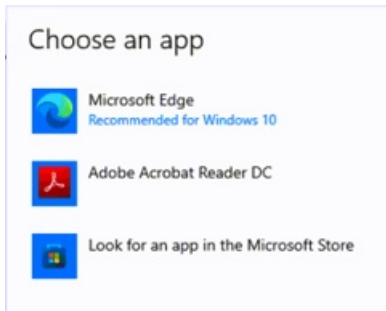 Choose an app
Microsoft Edge
Recommended for Windows 10
Adobe Acrobat Reader DC
Look for an app in the Microsoft Store